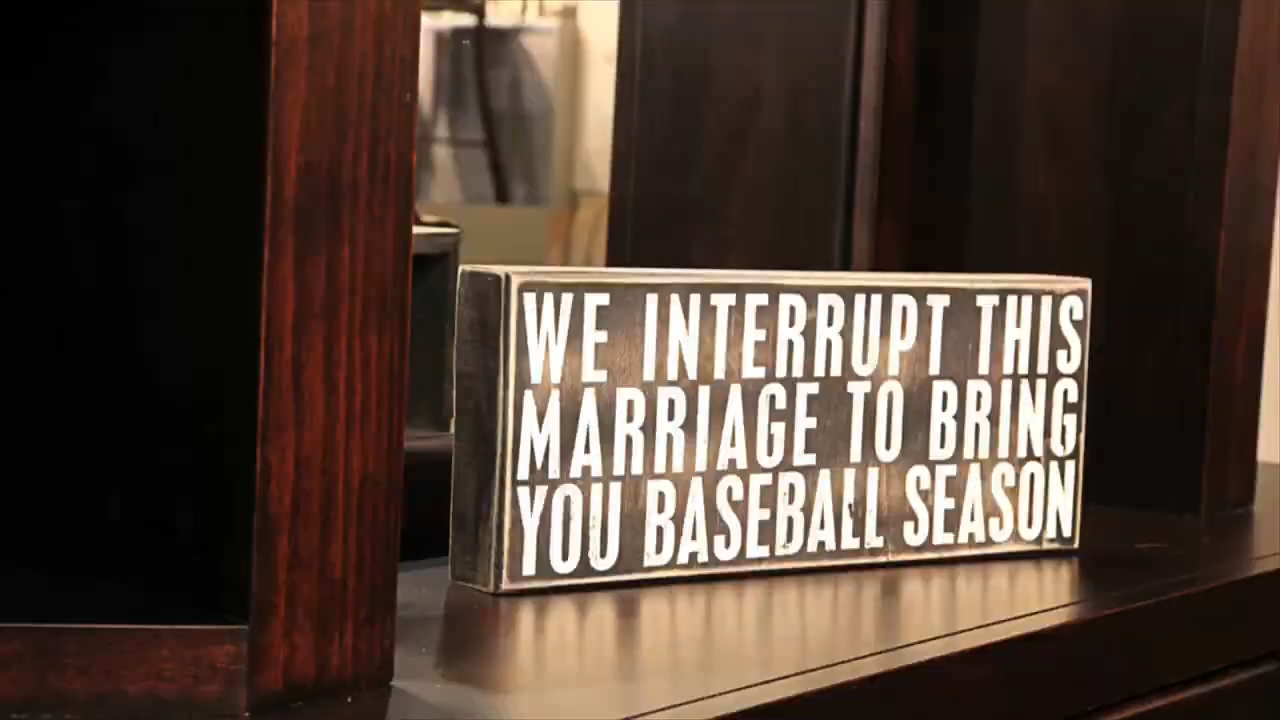 WE INTERRUPT THIS
MARRIAGE TO BRING
YOU BASEBALL SEASON